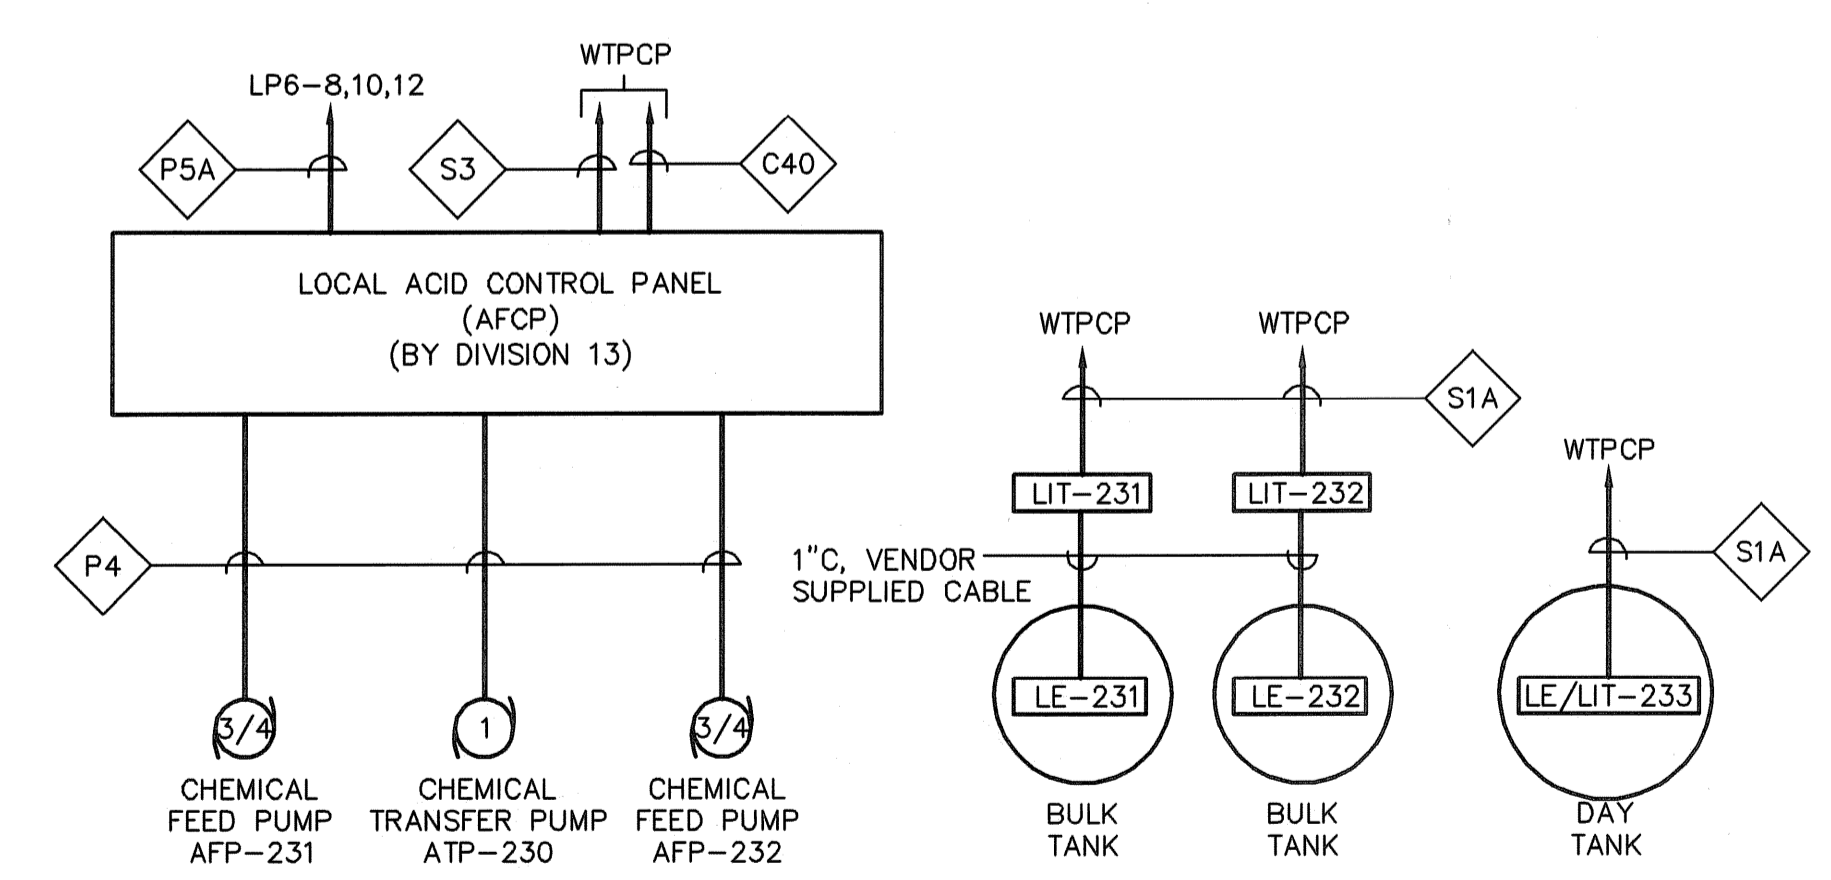 WTPCP
LP6-8,10,12
P5A
S3
C40
LOCAL ACID CONTROL PANEL
(AFCP)
(BY DIVISION 13)
WTPCP
WTPCP
S1A
WTPCP
LIT-231
LIT-232
S1A
P4
1"C, VENDOR
SUPPLIED CABLE
LE-231
LE-232
LE/LIT-233
3/4
1
3/4
CHEMICAL
FEED PUMP
AFP-231
CHEMICAL
TRANSFER PUMP
ATP-230
CHEMICAL
FEED PUMP
AFP-232
BULK
TANK
BULK
TANK
DAY
TANK